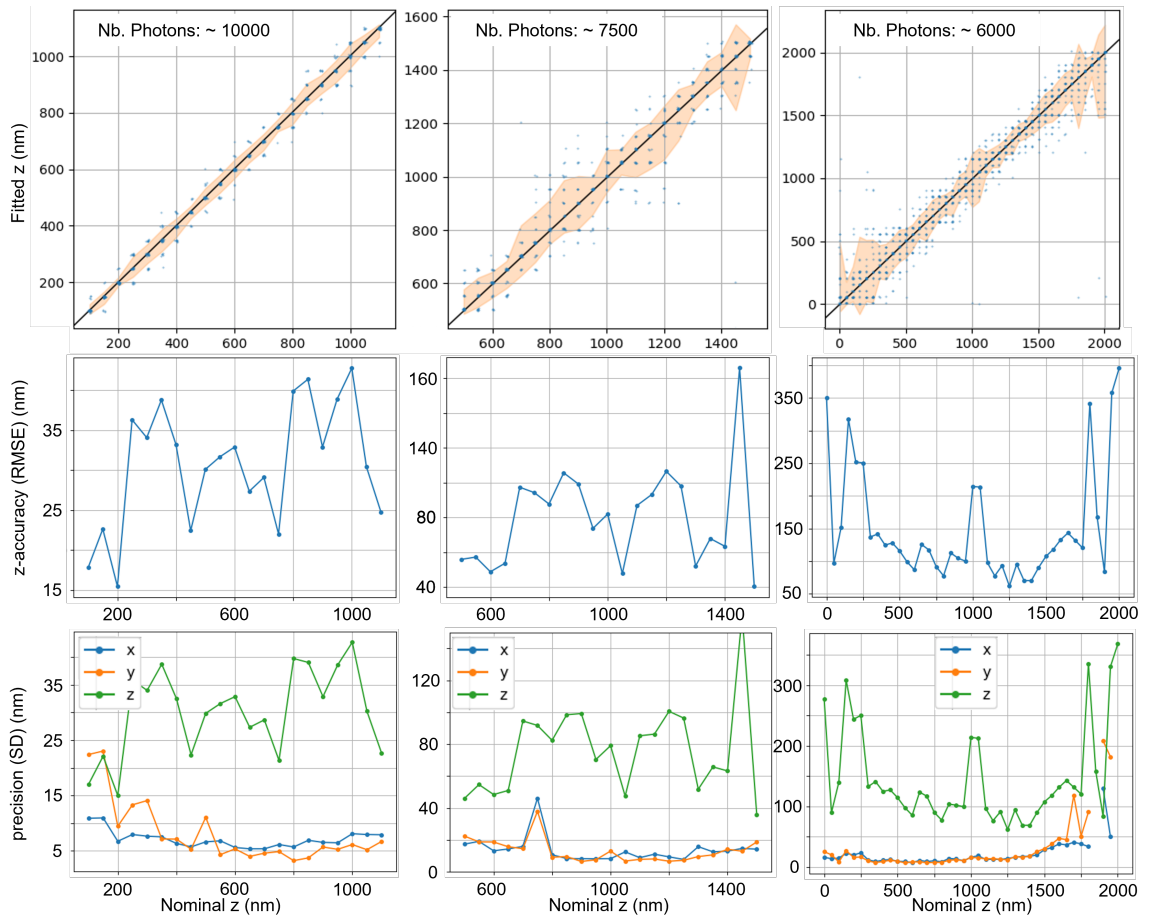 Nb. Photons: ~ 10000
Nb. Photons: ~ 7500
Nb. Photons: ~ 6000
Fitted z (nm)
1000
800
600
400
200
200 400 600 800 1000
1600
1400
1200
1000
800
600
600 800 1000 1200 1400
2000
1500
1000
500
0
0 500 1000 1500 2000
z-accuracy (RMSE) (nm)
35
25
15
200 600 1000
160
140
80
40
600 1000 1400
350
250
150
50
0 500 1000 1500 2000
precision (SD) (nm)
x
y
z
35
25
15
5
200 600 1000
Nominal z (nm)
x
y
z
120
80
40
0
600 1000 1400
Nominal z (nm)
x
y
z
300
200
100
0
0 500 1000 1500 2000
Nominal z (nm)